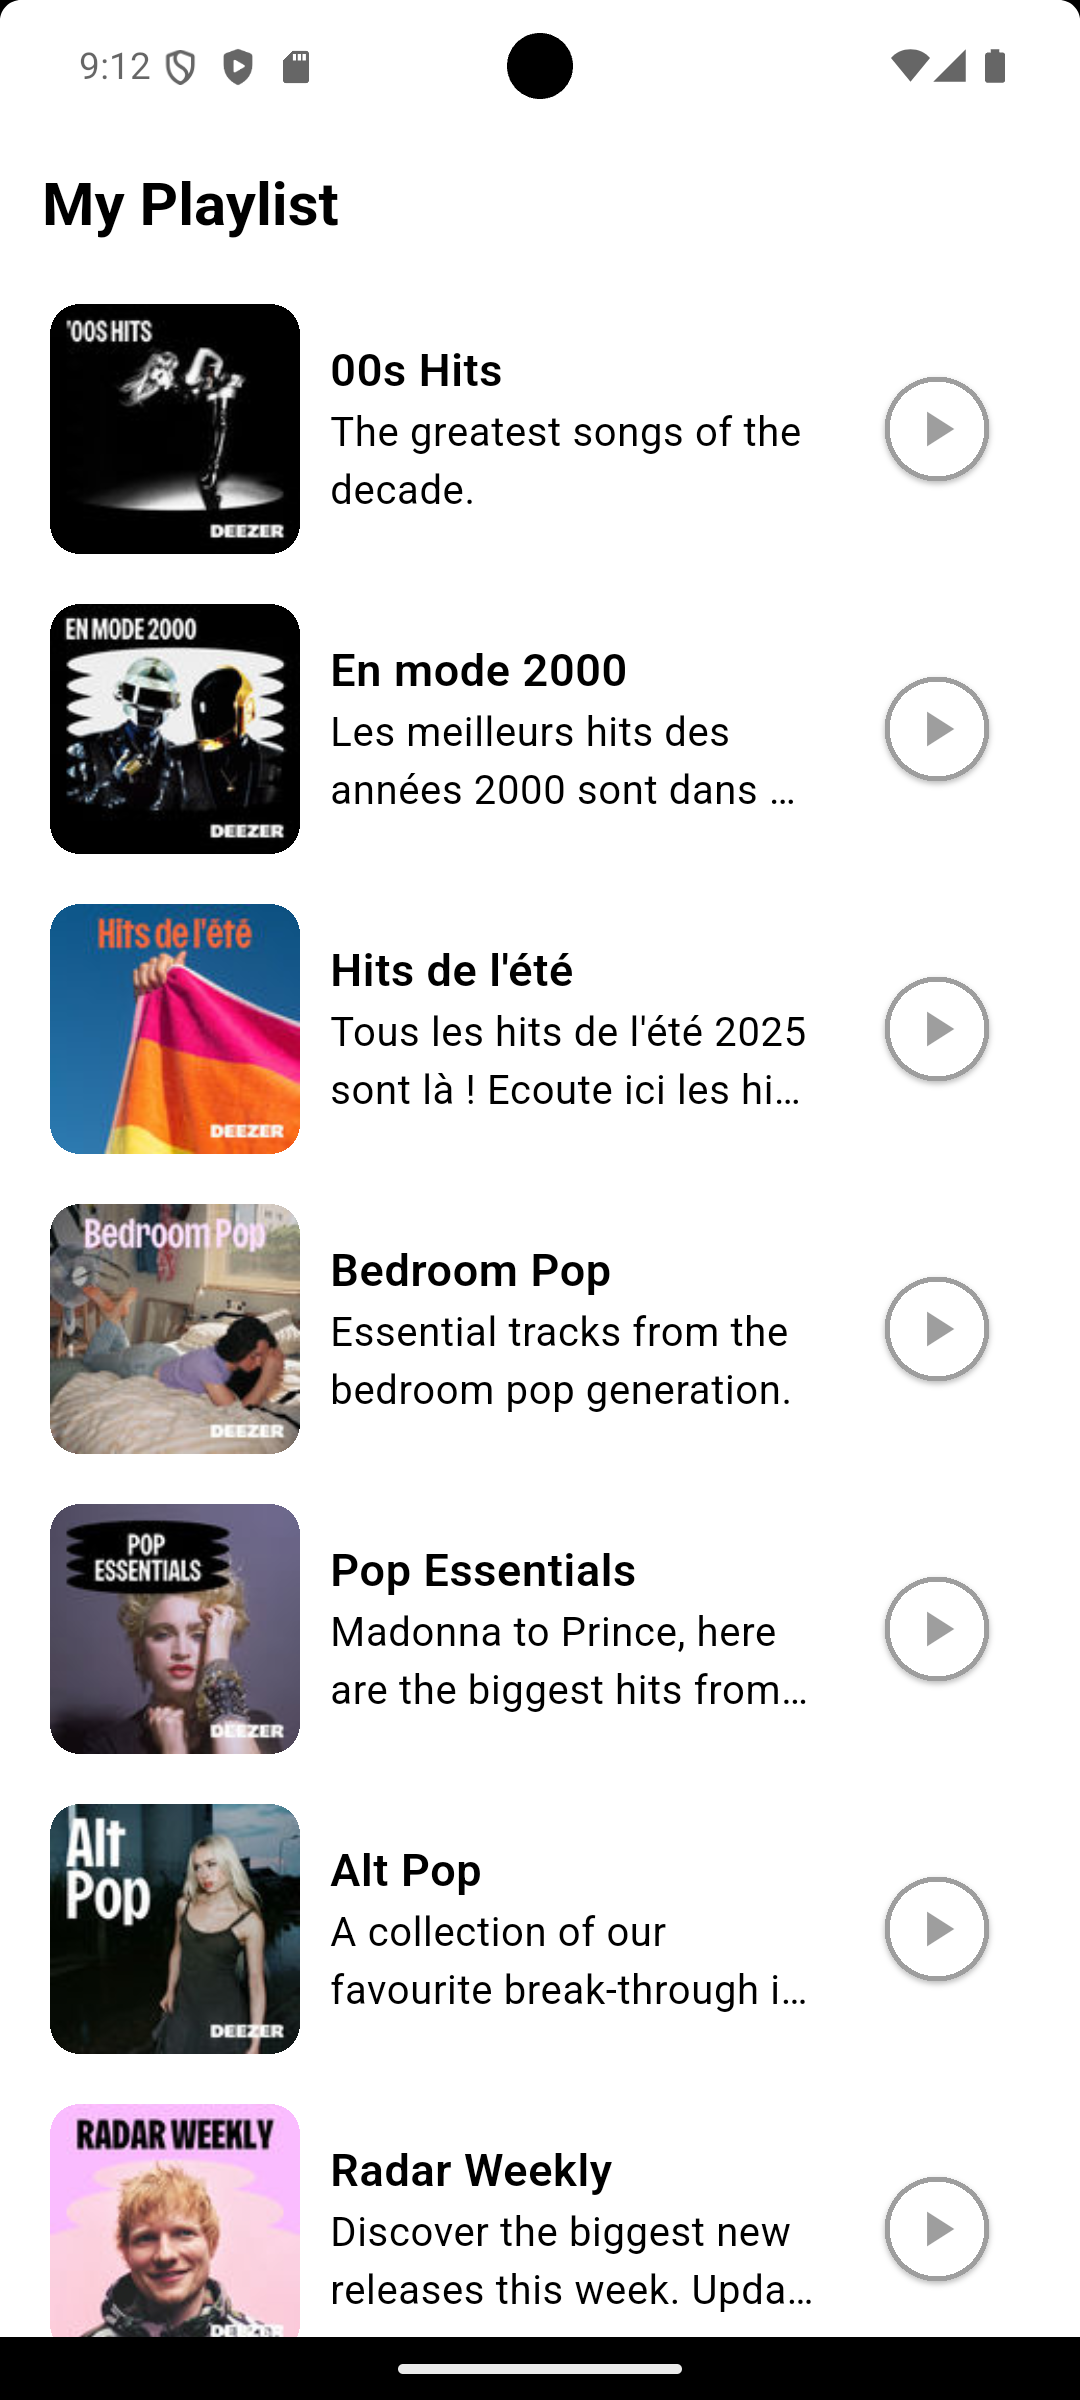 9:12
My Playlist
'00S HITS
DEEZER
00s Hits
The greatest songs of the
decade.
EN MODE 2000
DEEZER
En mode 2000
Les meilleurs hits des
années 2000 sont dans ...
Hits de l'été
DEEZER
Hits de l'été
Tous les hits de l'été 2025
sont là ! Ecoute ici les hi...
Bedroom Pop
DEEZER
Bedroom Pop
Essential tracks from the
bedroom pop generation.
POP
ESSENTIALS
DEEZER
Pop Essentials
Madonna to Prince, here
are the biggest hits from...
Alt
Pop
DEEZER
Alt Pop
A collection of our
favourite break-through i...
RADAR WEEKLY
DEEZER
Radar Weekly
Discover the biggest new
releases this week. Upda...